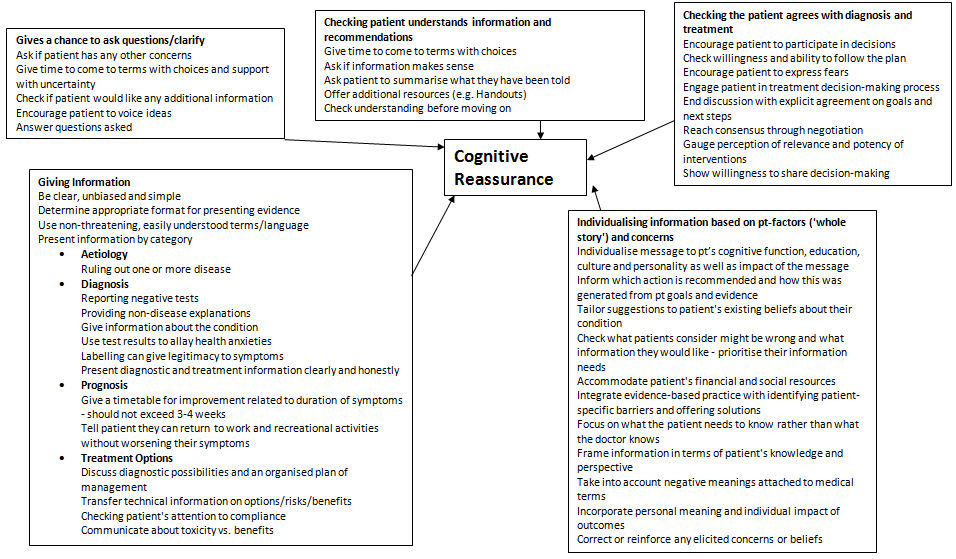 Gives a chance to ask questions/clarify
Ask if patient has any other concerns
Give time to come to terms with choices and support
with uncertainty
Check if patient would like any additional information
Encourage patient to voice ideas
Answer questions asked
Checking patient understands information and
recommendations
Give time to come to terms with choices
Ask if information makes sense
Ask patient to summarise what they have been told
Offer additional resources (e.g. Handouts)
Check understanding before moving on
Checking the patient agrees with diagnosis and
treatment
Encourage patient to participate in decisions
Check willingness and ability to follow the plan
Encourage patient to express fears
Engage patient in treatment decision-making process
End discussion with explicit agreement on goals and
next steps
Reach consensus through negotiation
Gauge perception of relevance and potency of
interventions
Show willingness to share decision-making
Cognitive
Reassurance
Giving Information
Be clear, unbiased and simple
Determine appropriate format for presenting evidence
Use non-threatening, easily understood terms/language
Present information by category
• Aetiology
Ruling out one or more disease
• Diagnosis
Reporting negative tests
Providing non-disease explanations
Give information about the condition
Use test results to allay health anxieties
Labelling can give legitimacy to symptoms
Present diagnostic and treatment information clearly and honestly
• Prognosis
Give a timetable for improvement related to duration of symptoms
- should not exceed 3-4 weeks
Tell patient they can return to work and recreational activities
without worsening their symptoms
• Treatment Options
Discuss diagnostic possibilities and an organised plan of
management
Transfer technical information on options/risks/benefits
Checking patient's attention to compliance
Communicate about toxicity vs. benefits
Individualising information based on pt-factors ('whole
story') and concerns
Individualise message to pt's cognitive function, education,
culture and personality as well as impact of the message
Inform which action is recommended and how this was
generated from pt goals and evidence
Tailor suggestions to patient's existing beliefs about their
condition
Check what patients consider might be wrong and what
information they would like - prioritise their information
needs
Accommodate patient's financial and social resources
Integrate evidence-based practice with identifying patient-
specific barriers and offering solutions
Focus on what the patient needs to know rather than what
the doctor knows
Frame information in terms of patient's knowledge and
perspective
Take into account negative meanings attached to medical
terms
Incorporate personal meaning and individual impact of
outcomes
Correct or reinforce any elicited concerns or beliefs